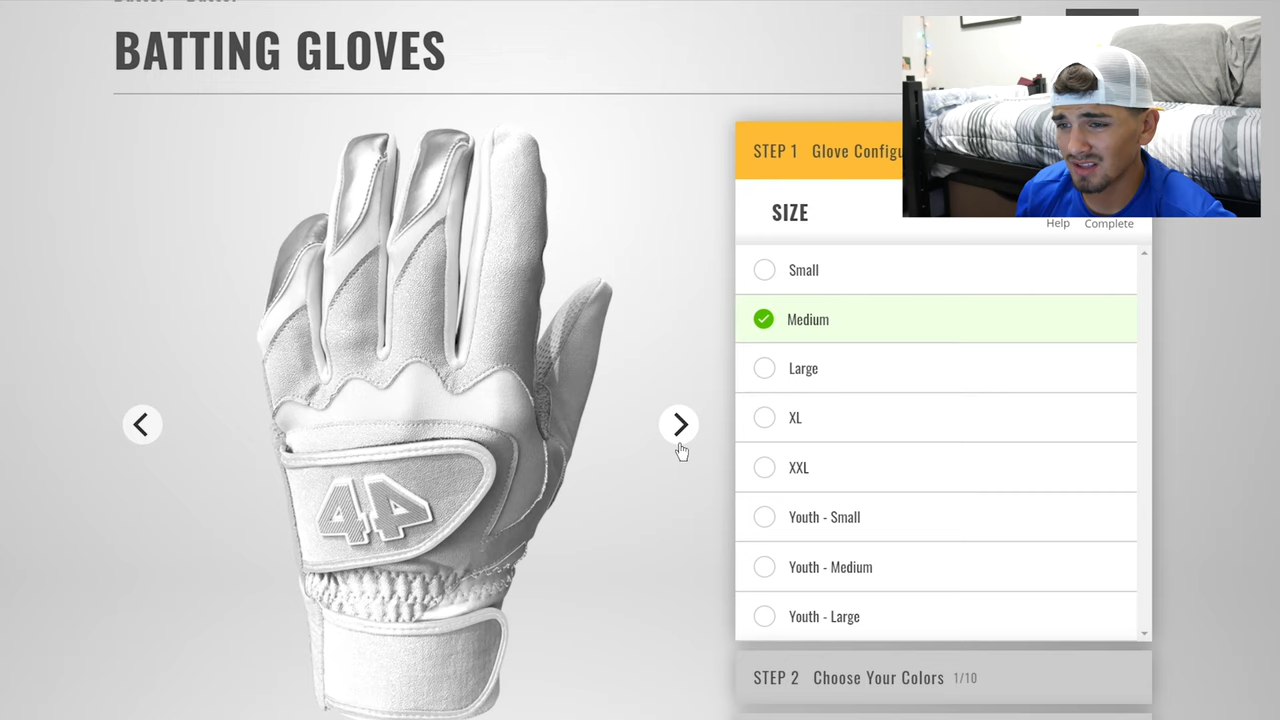 BATTING GLOVES
STEP 1 Glove Configu
SIZE
Help Complete
Small
Medium
Large
XL
XXL
Youth - Small
Youth - Medium
Youth - Large
44
STEP 2 Choose Your Colors 1/10